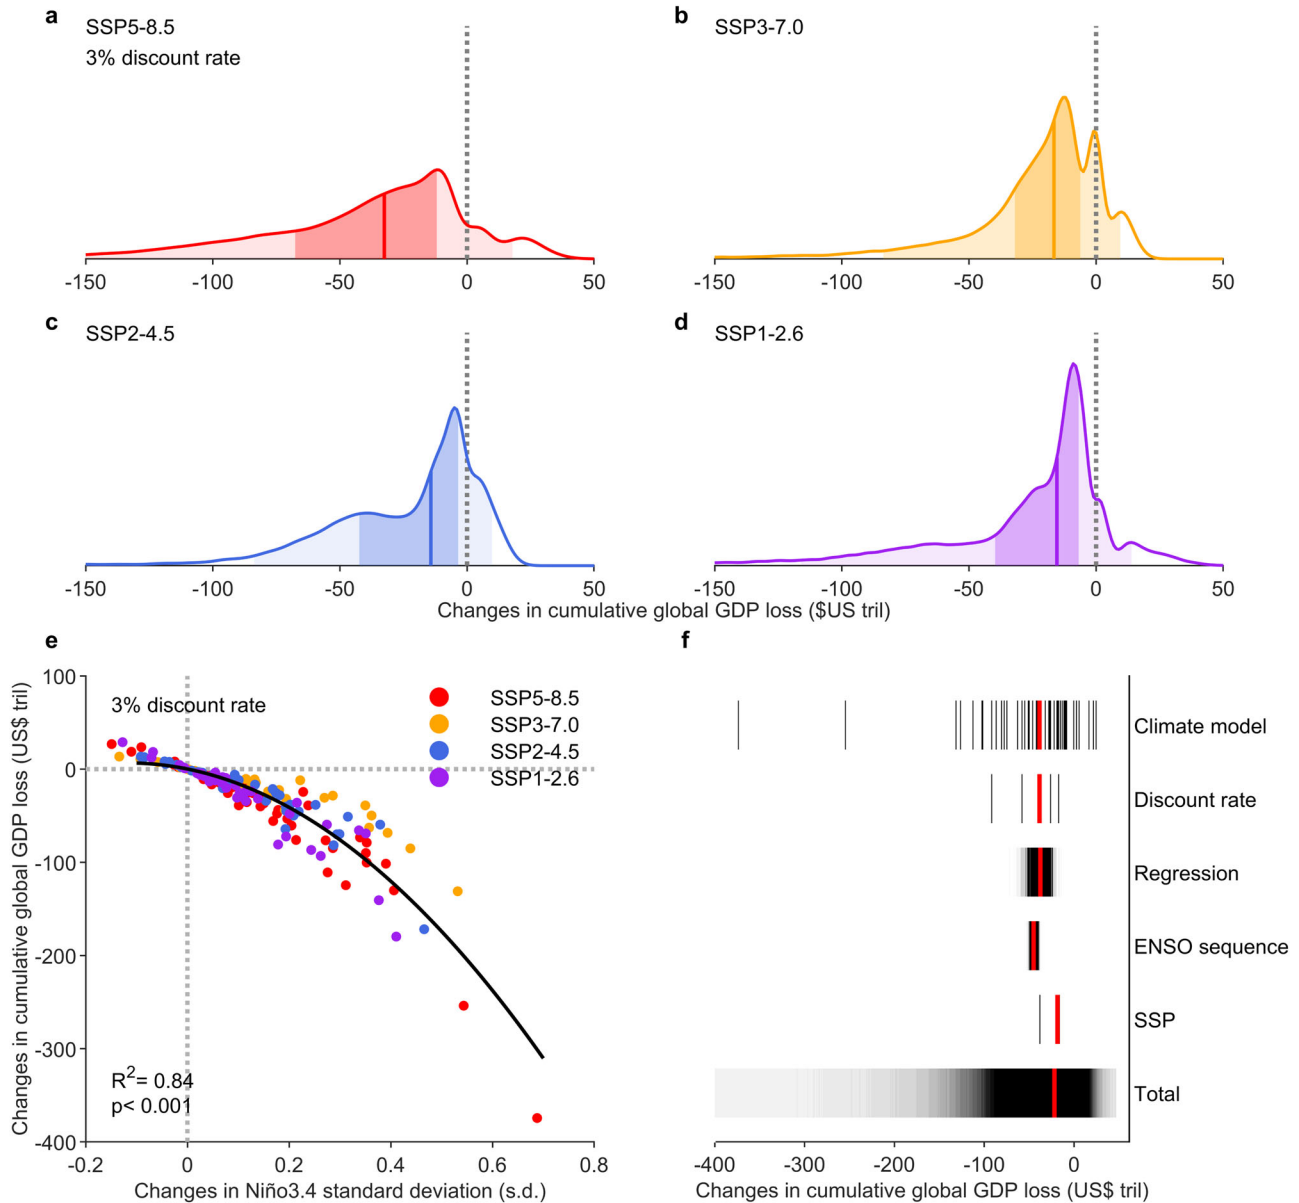 a
SSP5-8.5
3% discount rate
-150 -100 -50 0 50
b
SSP3-7.0
-150 -100 -50 0 50
c
SSP2-4.5
-150 -100 -50 0 50
d
SSP1-2.6
-150 -100 -50 0 50
Changes in cumulative global GDP loss ($US tril)
e
Changes in cumulative global GDP loss (US$ tril)
100
0
-100
-200
-300
-400
3% discount rate
SSP5-8.5
SSP3-7.0
SSP2-4.5
SSP1-2.6
R²= 0.84
p< 0.001
-0.2 0 0.2 0.4 0.6 0.8
Changes in Niño3.4 standard deviation (s.d.)
f
Climate model
Discount rate
Regression
ENSO sequence
SSP
Total
-400 -300 -200 -100 0
Changes in cumulative global GDP loss (US$ tril)